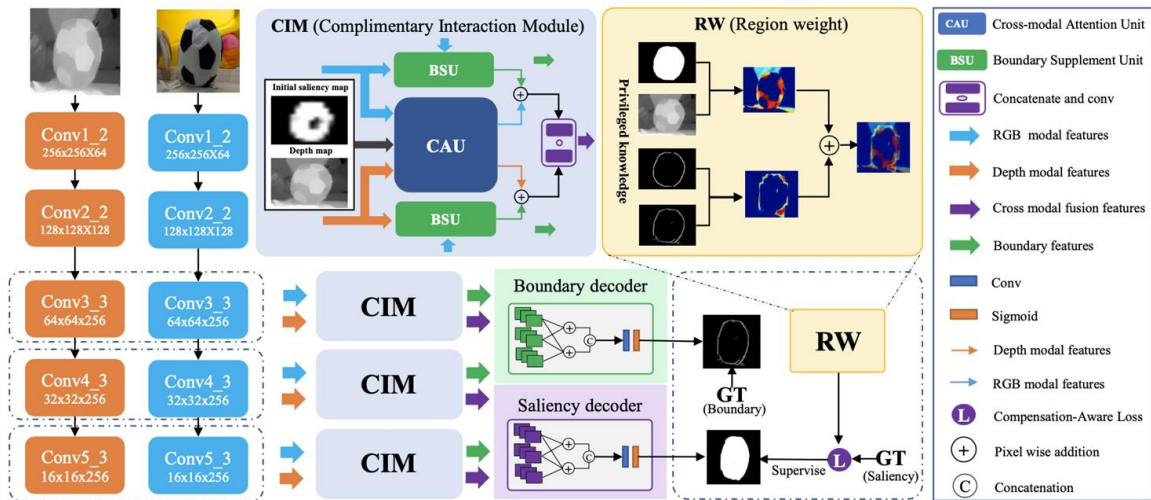 Conv1_2
256x256X64
Conv2_2
128x128X128
Conv3_3
64x64x256
Conv4_3
32x32x256
Conv5_3
16x16x256
Conv1_2
256x256X64
Conv2_2
128x128X128
Conv3_3
64x64x256
Conv4_3
32x32x256
Conv5_3
16x16x256
CIM (Complimentary Interaction Module)
Initial saliency map
Depth map
BSU
CAU
BSU
RW (Region weight)
Privileged knowledge
CIM
CIM
CIM
Boundary decoder
C
Saliency decoder
C
GT
(Boundary)
RW
Supervise
L
GT
(Saliency)
CAU
Cross-modal Attention Unit
BSU
Boundary Supplement Unit
Concatenate and conv
RGB modal features
Depth modal features
Cross modal fusion features
Boundary features
Conv
Sigmoid
Depth modal features
RGB modal features
L
Compensation-Aware Loss
Pixel wise addition
C
Concatenation